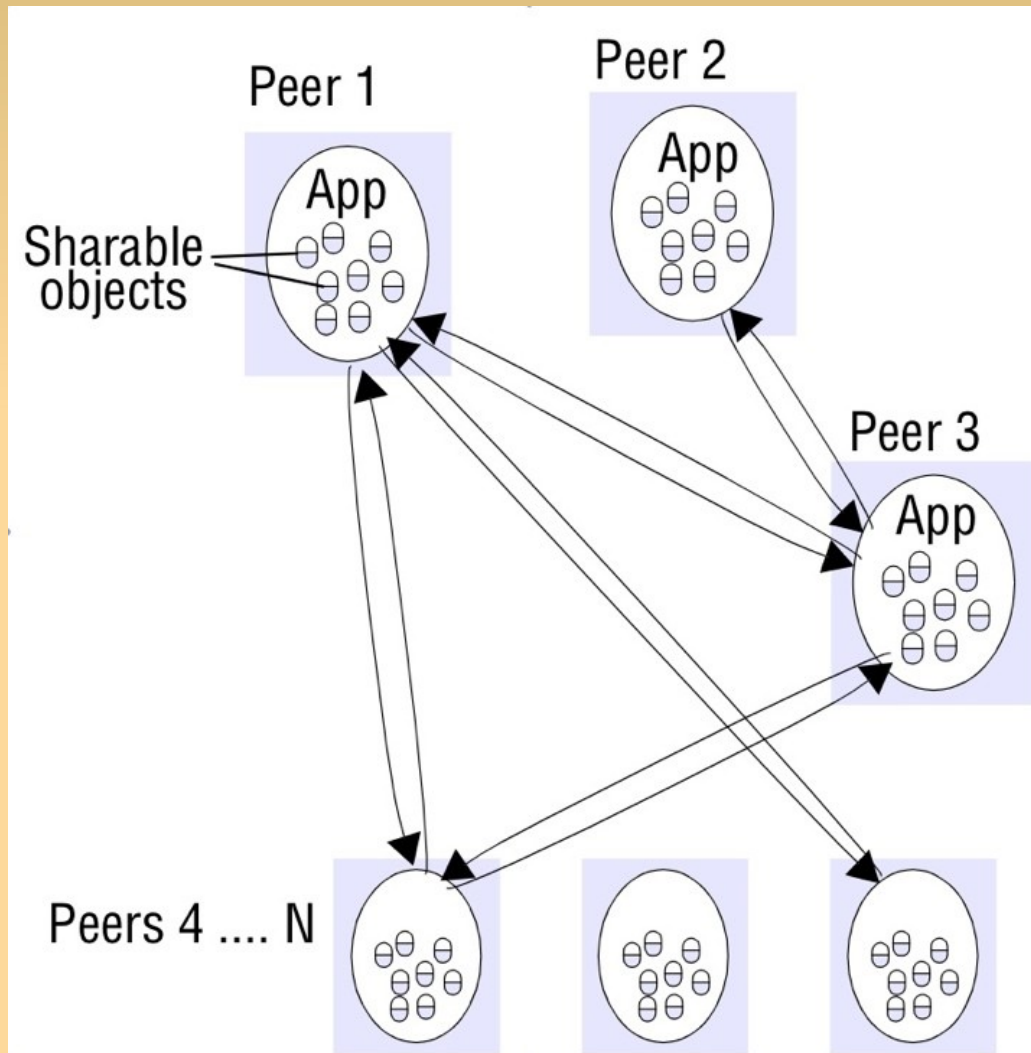 Peer 1
Peer 2
App
App
Sharable
objects
Peer 3
App
Peers 4 .... N